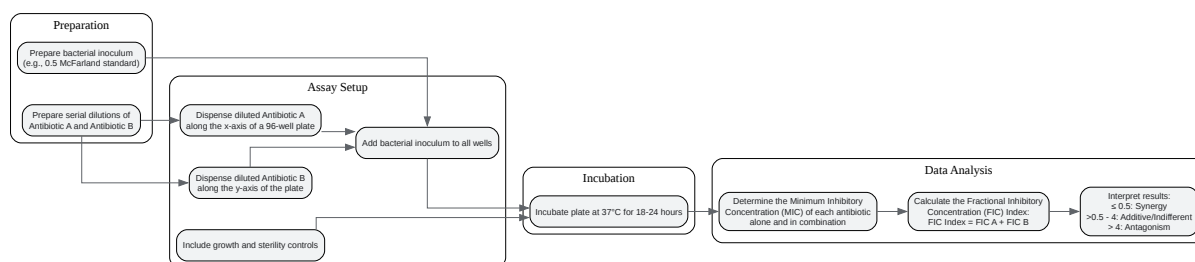 Preparation
Prepare bacterial inoculum
(e.g., 0.5 McFarland standard)
Prepare serial dilutions of
Antibiotic A and Antibiotic B
Assay Setup
Dispense diluted Antibiotic A
along the x-axis of a 96-well plate
Dispense diluted Antibiotic B
along the y-axis of the plate
Add bacterial inoculum to all wells
Include growth and sterility controls
Incubation
Incubate plate at 37°C for 18-24 hours
Data Analysis
Determine the Minimum Inhibitory
Concentration (MIC) of each antibiotic
alone and in combination
Calculate the Fractional Inhibitory
Concentration (FIC) Index:
FIC Index = FIC A + FIC B
Interpret results:
≤ 0.5: Synergy
>0.5 - 4: Additive/Indifferent
> 4: Antagonism